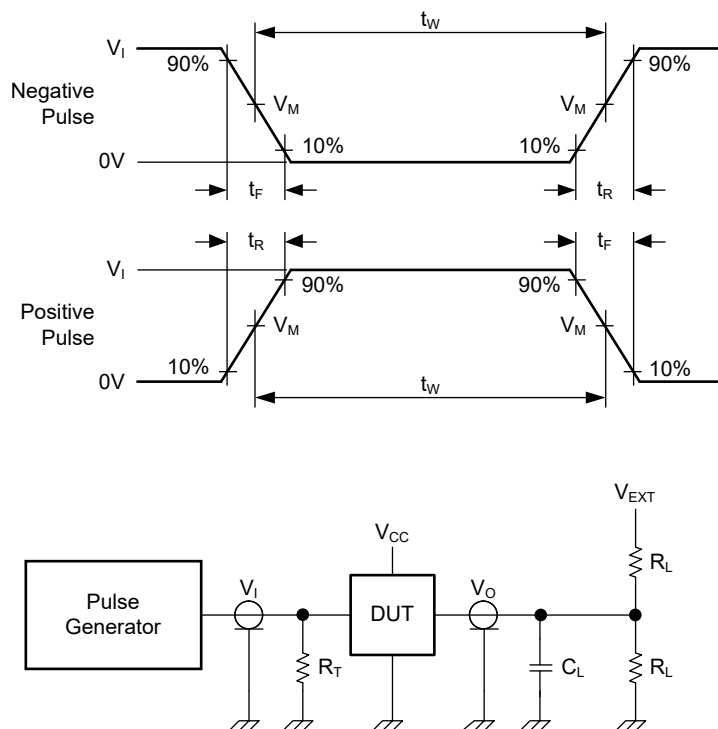 tW
VI
90%
90%
Negative
Pulse
VM
VM
10%
10%
0V
tF
tR
tR
tF
VI
90%
90%
Positive
Pulse
VM
VM
10%
10%
0V
tW
VEXT
VCC
RL
VI
VO
Pulse
Generator
DUT
RT
CL
RL